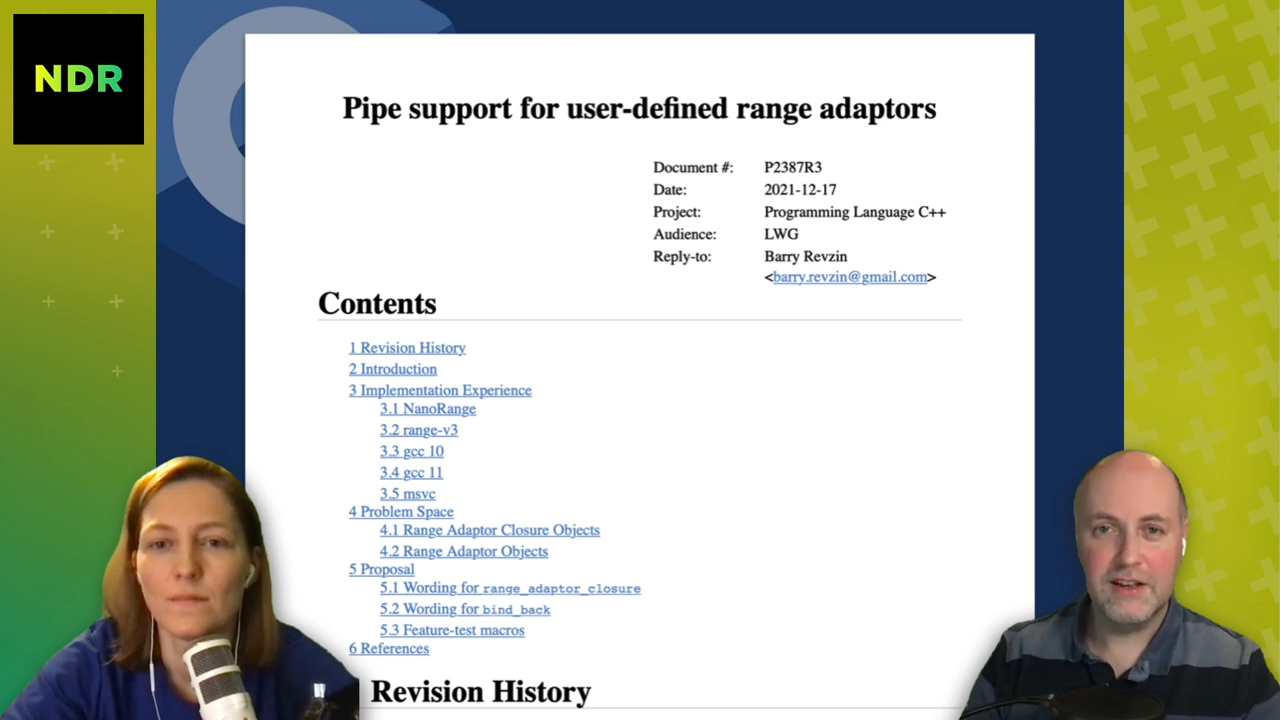 NDR
Pipe support for user-defined range adaptors
Document #: P2387R3
Date: 2021-12-17
Project: Programming Language C++
Audience: LWG
Reply-to: Barry Revzin
<barry.revzin@gmail.com>
Contents
1 Revision History
2 Introduction
3 Implementation Experience
3.1 NanoRange
3.2 range-v3
3.3 gcc 10
3.4 gcc 11
3.5 msvc
4 Problem Space
4.1 Range Adaptor Closure Objects
4.2 Range Adaptor Objects
5 Proposal
5.1 Wording for range_adaptor_closure
5.2 Wording for bind_back
5.3 Feature-test macros
6 References
Revision History